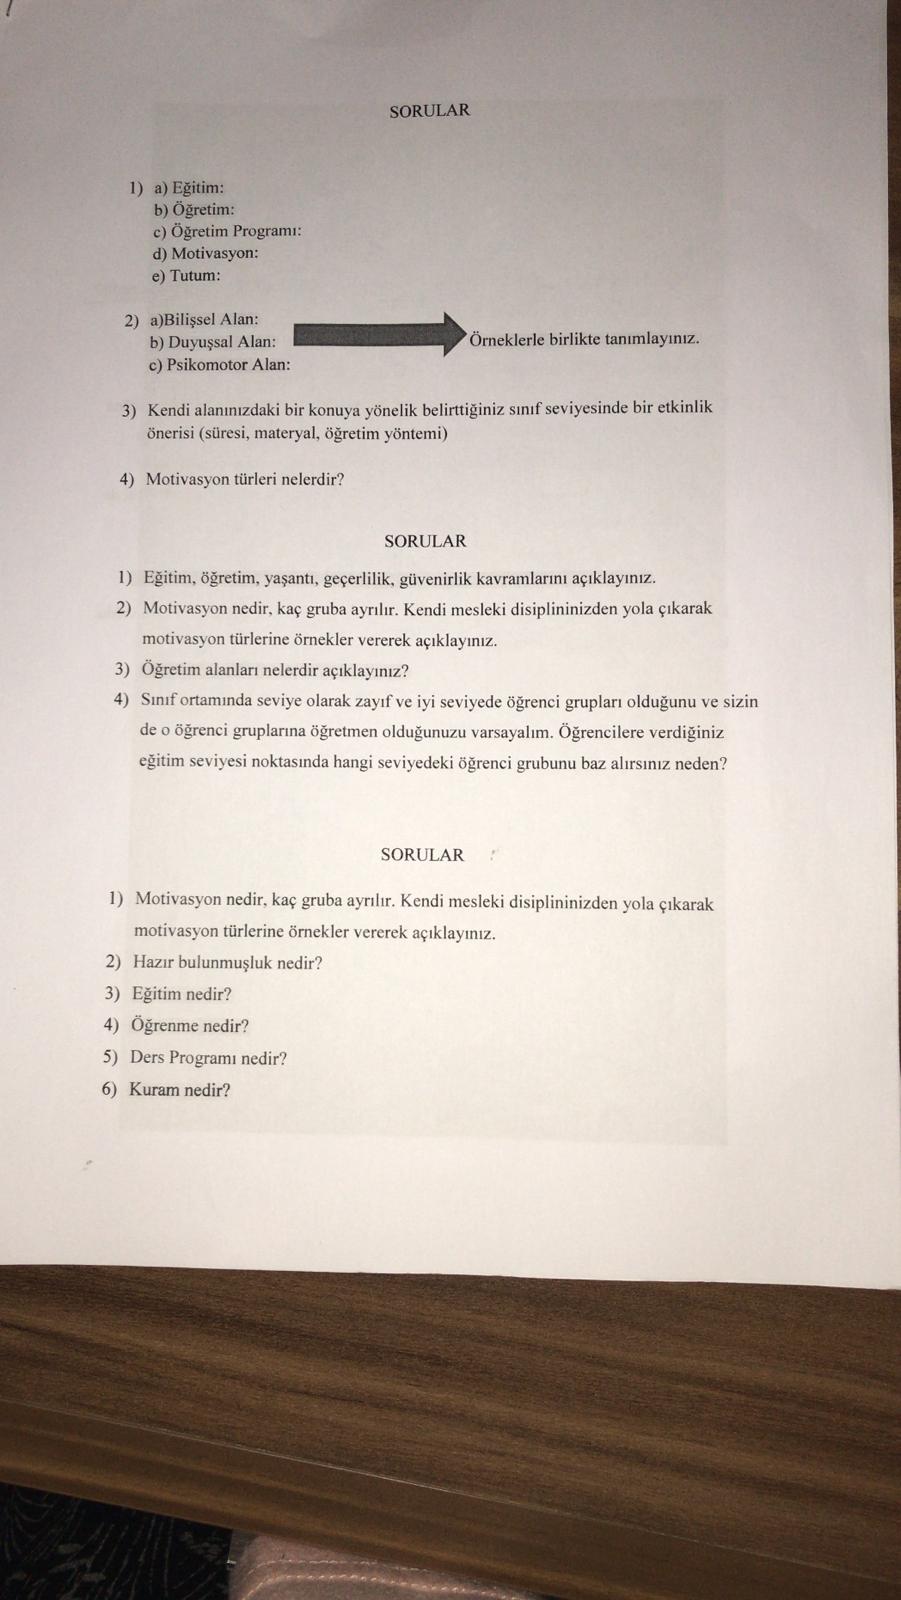 SORULAR
1) a) Eğitim:
b) Öğretim:
c) Öğretim Programı:
d) Motivasyon:
e) Tutum:
2) a)Bilişsel Alan:
b) Duyuşsal Alan:
Örneklerle birlikte tanımlayınız.
c) Psikomotor Alan:
3) Kendi alanınızdaki bir konuya yönelik belirttiğiniz sınıf seviyesinde bir etkinlik
önerisi (süresi, materyal, öğretim yöntemi)
4) Motivasyon türleri nelerdir?
SORULAR
1) Eğitim, öğretim, yaşantı, geçerlilik, güvenirlik kavramlarını açıklayınız.
2) Motivasyon nedir, kaç gruba ayrılır. Kendi mesleki disiplininizden yola çıkarak
motivasyon türlerine örnekler vererek açıklayınız.
3) Öğretim alanları nelerdir açıklayınız?
4) Sınıf ortamında seviye olarak zayıf ve iyi seviyede öğrenci grupları olduğunu ve sizin
de o öğrenci gruplarına öğretmen olduğunuzu varsayalım. Öğrencilere verdiğiniz
eğitim seviyesi noktasında hangi seviyedeki öğrenci grubunu baz alırsınız neden?
SORULAR
1) Motivasyon nedir, kaç gruba ayrılır. Kendi mesleki disiplininizden yola çıkarak
motivasyon türlerine örnekler vererek açıklayınız.
2) Hazır bulunmuşluk nedir?
3) Eğitim nedir?
4) Öğrenme nedir?
5) Ders Programı nedir?
6) Kuram nedir?